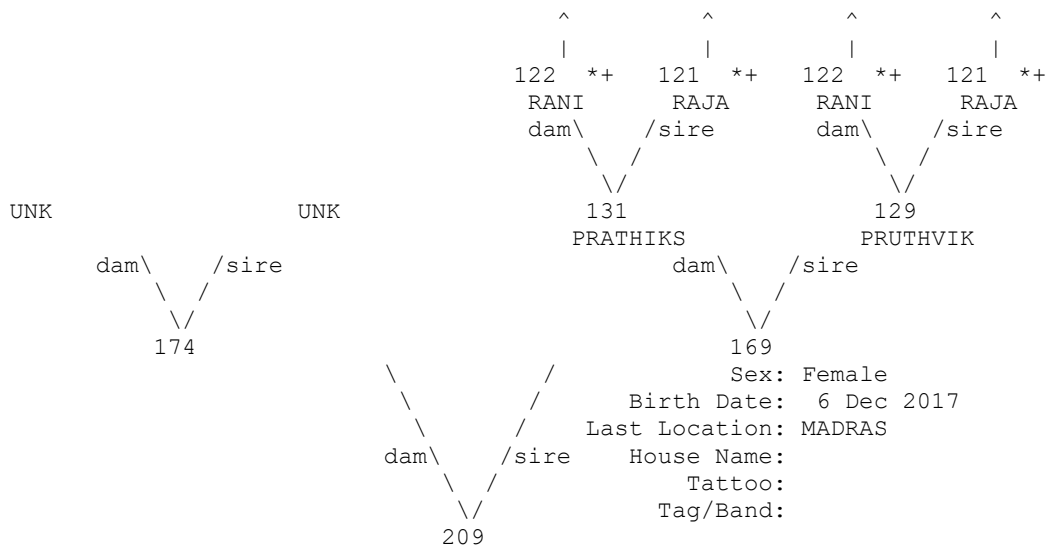 ^ ^ ^ ^
| | | |
122 *+ 121 *+ 122 *+ 121 *+
RANI RAJA RANI RAJA
dam\ /sire dam\ /sire
\ / \ /
\/ \/
UNK UNK 131 129
PRATHIKS PRUTHVIK
dam\ /sire dam\ /sire
\ / \ /
\/ \/
174 169
\ / Sex: Female
\ / Birth Date: 6 Dec 2017
\ / Last Location: MADRAS
dam\ /sire House Name:
\ / Tattoo:
\/ Tag/Band:
209